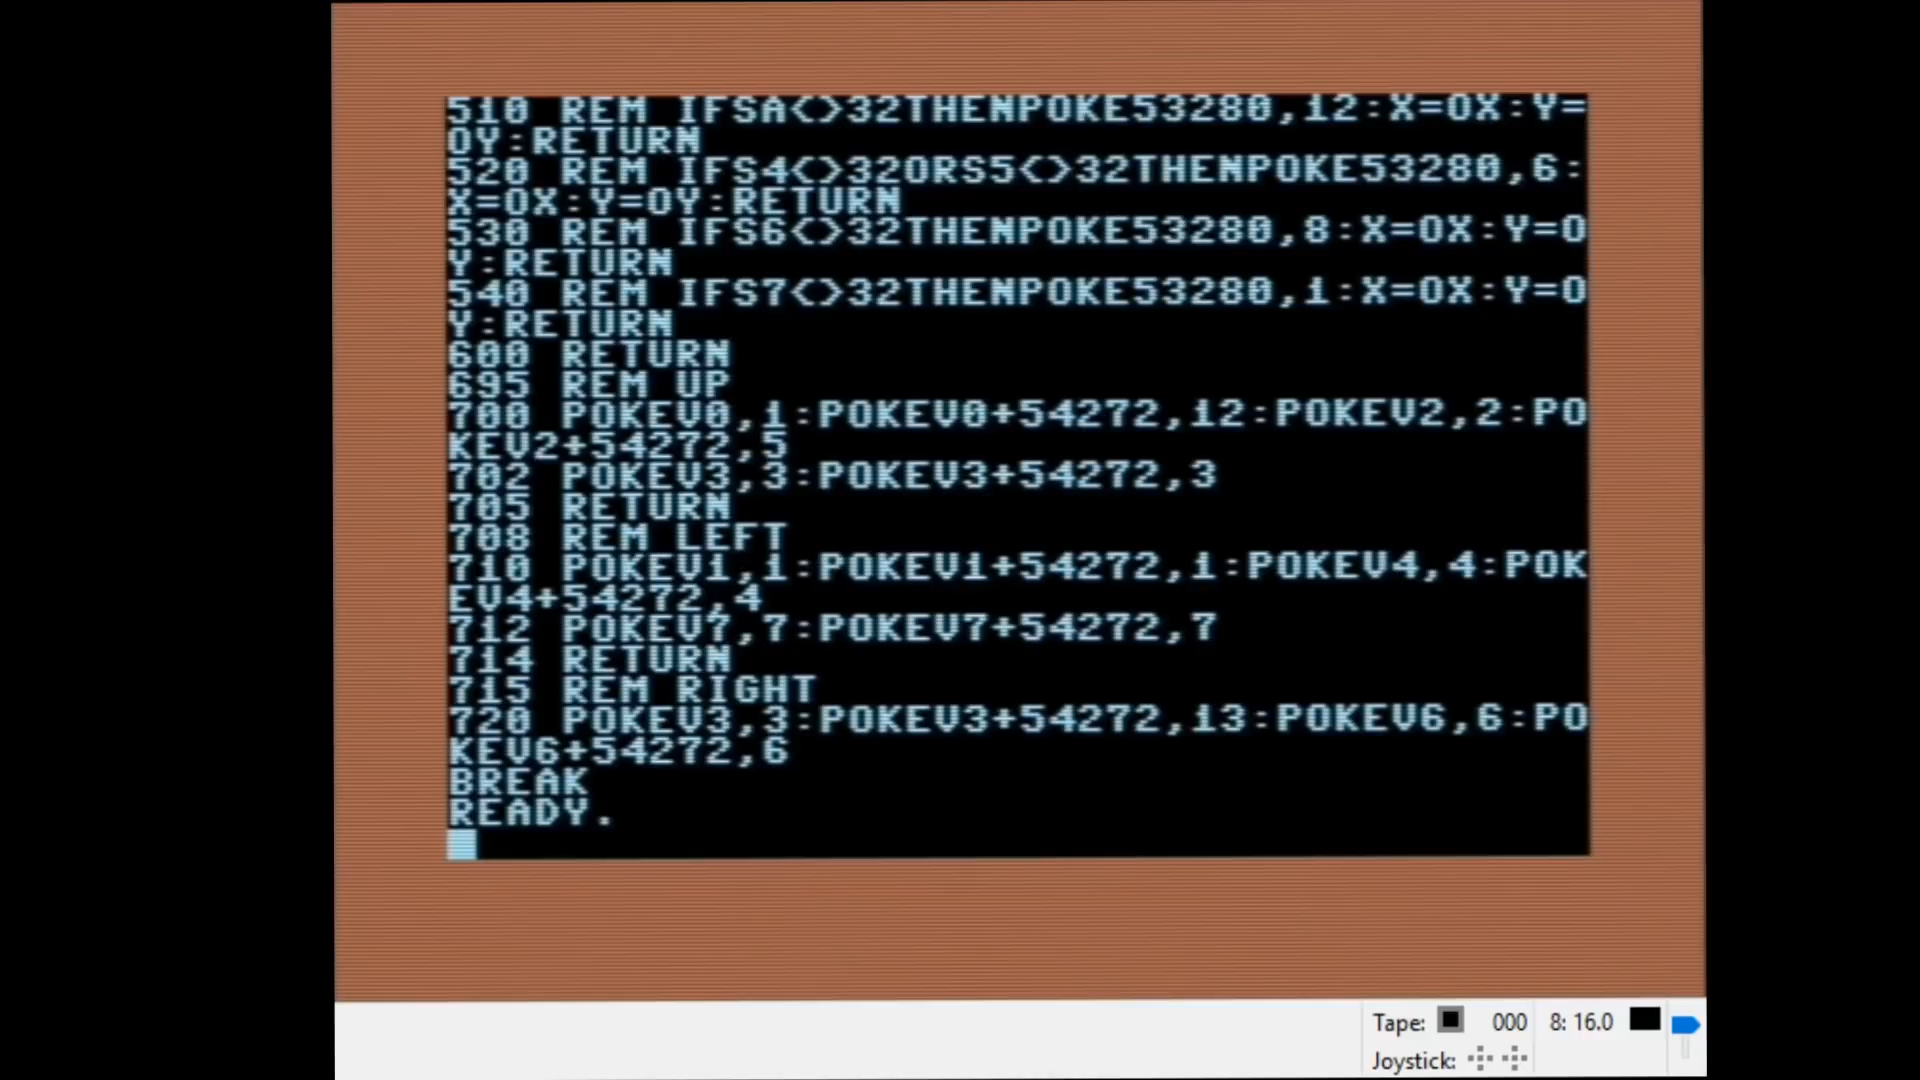 510 REM IFSA<>32THENPOKE53280,12:X=OX:Y=
OY:RETURN
520 REM IFS4<>32ORS5<>32THENPOKE53280,6:
X=OX:Y=OY:RETURN
530 REM IFS6<>32THENPOKE53280,8:X=OX:Y=O
Y:RETURN
540 REM IFS7<>32THENPOKE53280,1:X=OX:Y=O
Y:RETURN
600 RETURN
695 REM UP
700 POKEV0,1:POKEV0+54272,12:POKEV2,2:PO
KEV2+54272,5
702 POKEV3,3:POKEV3+54272,3
705 RETURN
708 REM LEFT
710 POKEV1,1:POKEV1+54272,1:POKEV4,4:POK
EV4+54272,4
712 POKEV7,7:POKEV7+54272,7
714 RETURN
715 REM RIGHT
720 POKEV3,3:POKEV3+54272,13:POKEV6,6:PO
KEV6+54272,6
BREAK
READY.
Tape: 000 8: 16.0
Joystick: